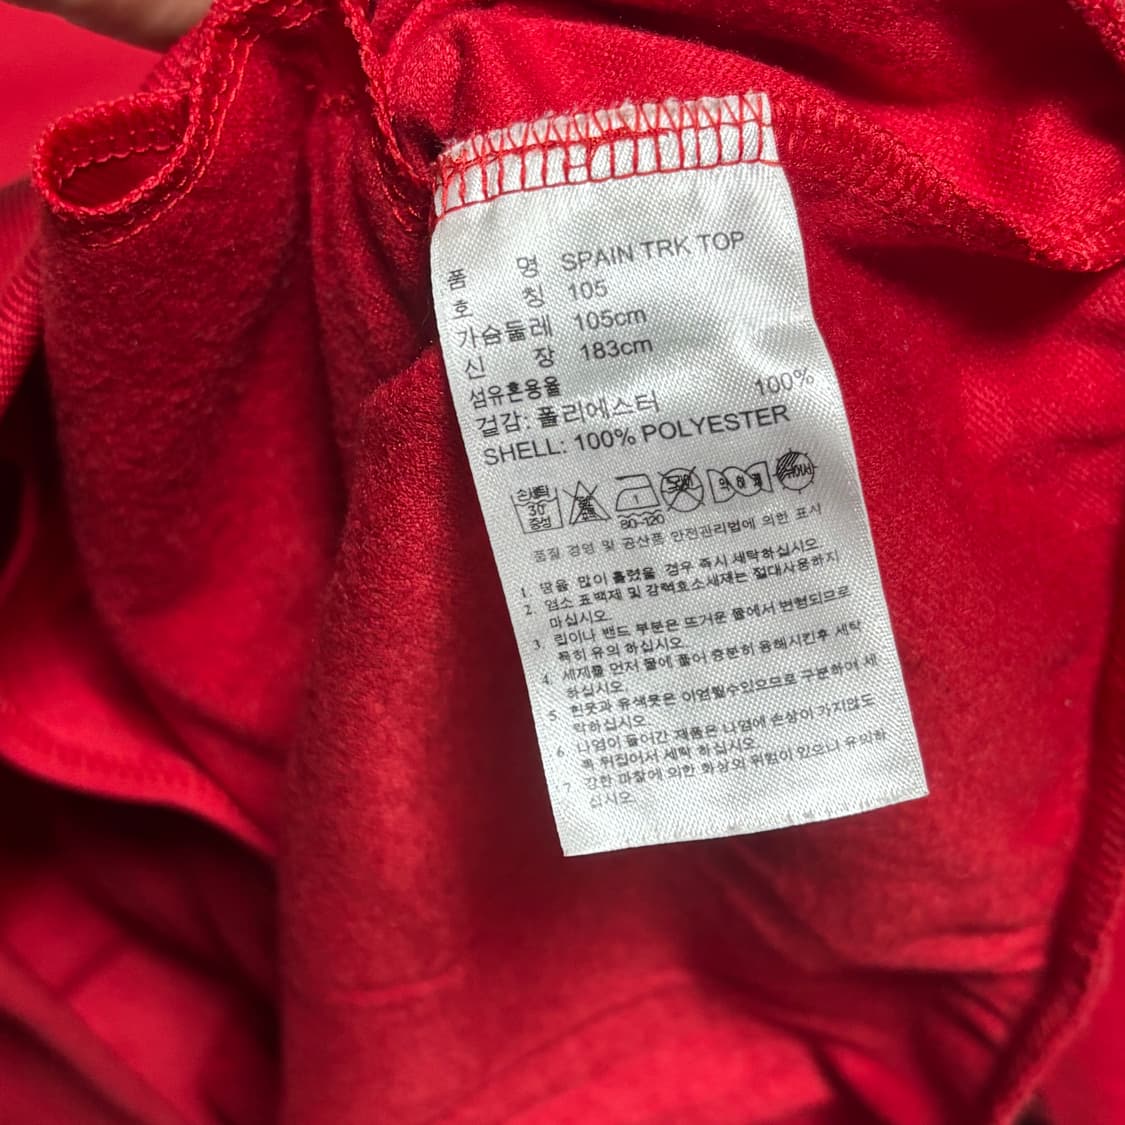 품 명 SPAIN TRK TOP
호 칭 105
가슴둘레 105cm
신 장 183cm
섬유혼용율
겉감: 폴리에스터 100%
SHELL: 100% POLYESTER
손세탁 30 중성 1 80~120
품질 경영 및 공산품 안전관리법에 의한 표시
1. 땀을 많이 흘렸을 경우 즉시 세탁하십시오
2. 염소 표백제 및 강력효소세제는 절대사용하지
마십시오.
3. 립이나 밴드 부분은 뜨거운 물에서 변형되므로
특히 유의 하십시오.
4. 세제를 먼저 물에 풀어 충분히 용해시킨후 세탁
하십시오.
5. 흰옷과 유색옷은 이염될수있으므로 구분하여 세
탁하십시오.
6. 나염이 들어간 제품은 나염에 손상이 가지않도
록 뒤집어서 세탁 하십시오.
7. 강한 마찰에 의한 화상의 위험이 있으니 유의하
십시오.